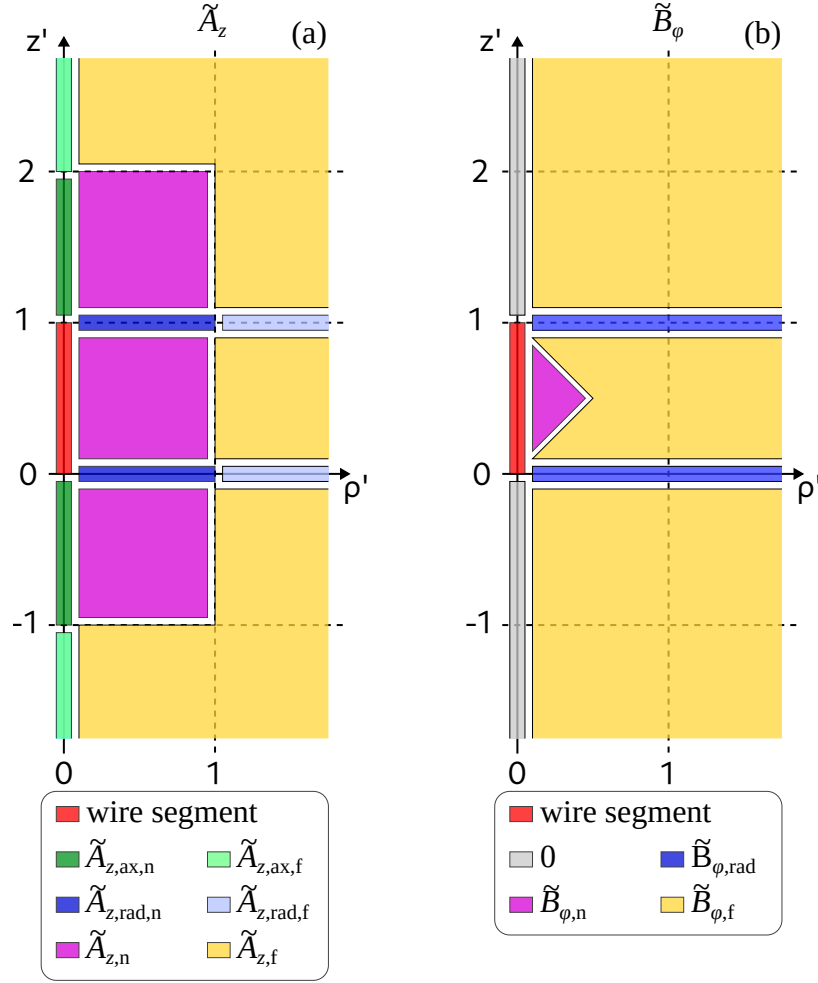 Ã_z (a)
z'
2
1
0
-1
ρ'
0 1
wire segment
Ã_z,ax,n Ã_z,ax,f
Ã_z,rad,n Ã_z,rad,f
Ã_z,n Ã_z,f
B̃_φ (b)
z'
2
1
0
-1
ρ'
0 1
wire segment
0 B̃_φ,rad
B̃_φ,n B̃_φ,f